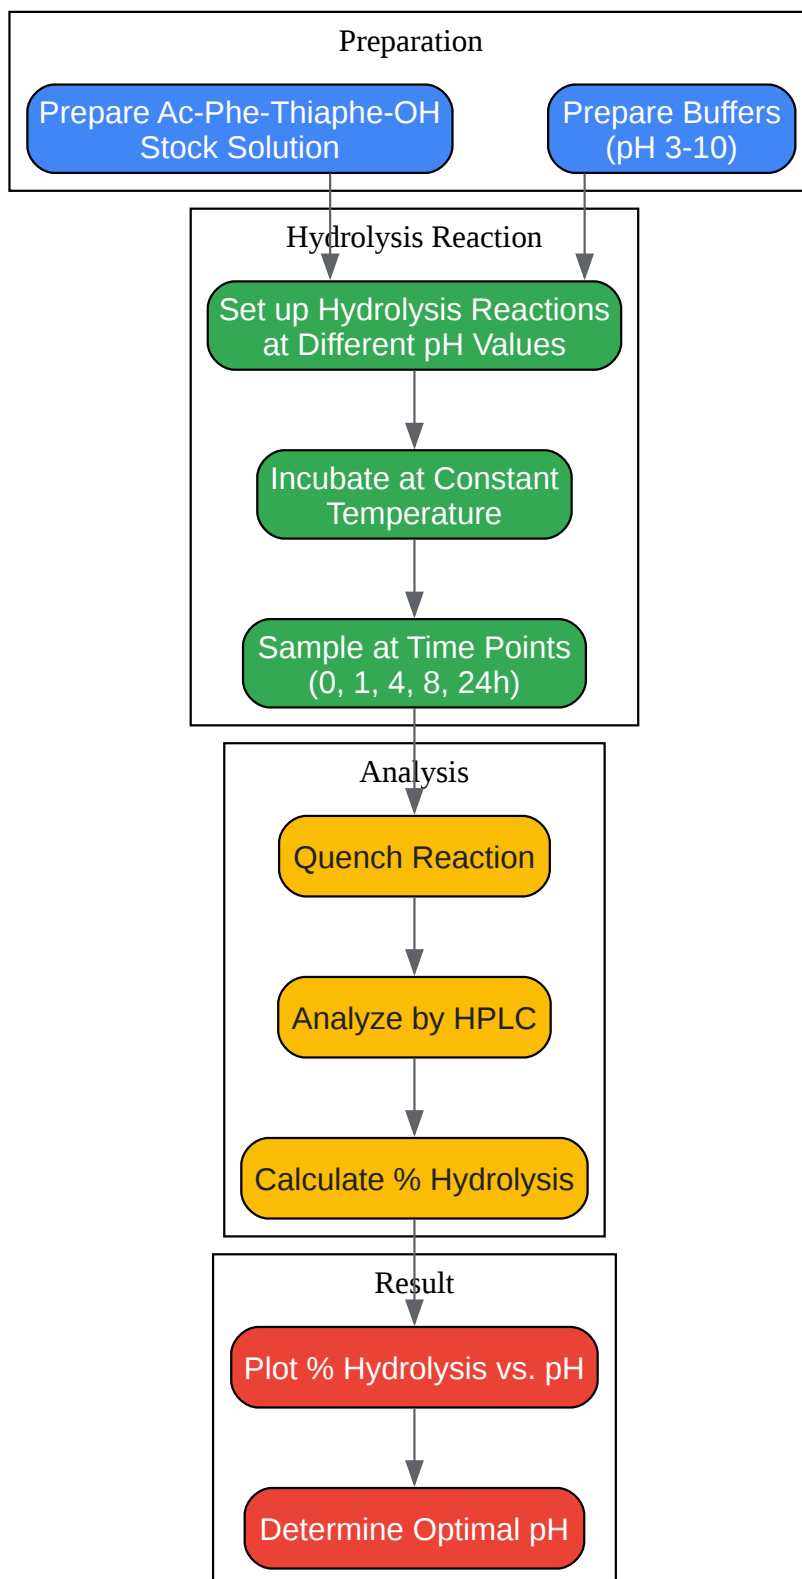 Preparation
Prepare Ac-Phe-Thiaphe-OH
Stock Solution
Prepare Buffers
(pH 3-10)
Hydrolysis Reaction
Set up Hydrolysis Reactions
at Different pH Values
Incubate at Constant
Temperature
Sample at Time Points
(0, 1, 4, 8, 24h)
Analysis
Quench Reaction
Analyze by HPLC
Calculate % Hydrolysis
Result
Plot % Hydrolysis vs. pH
Determine Optimal pH